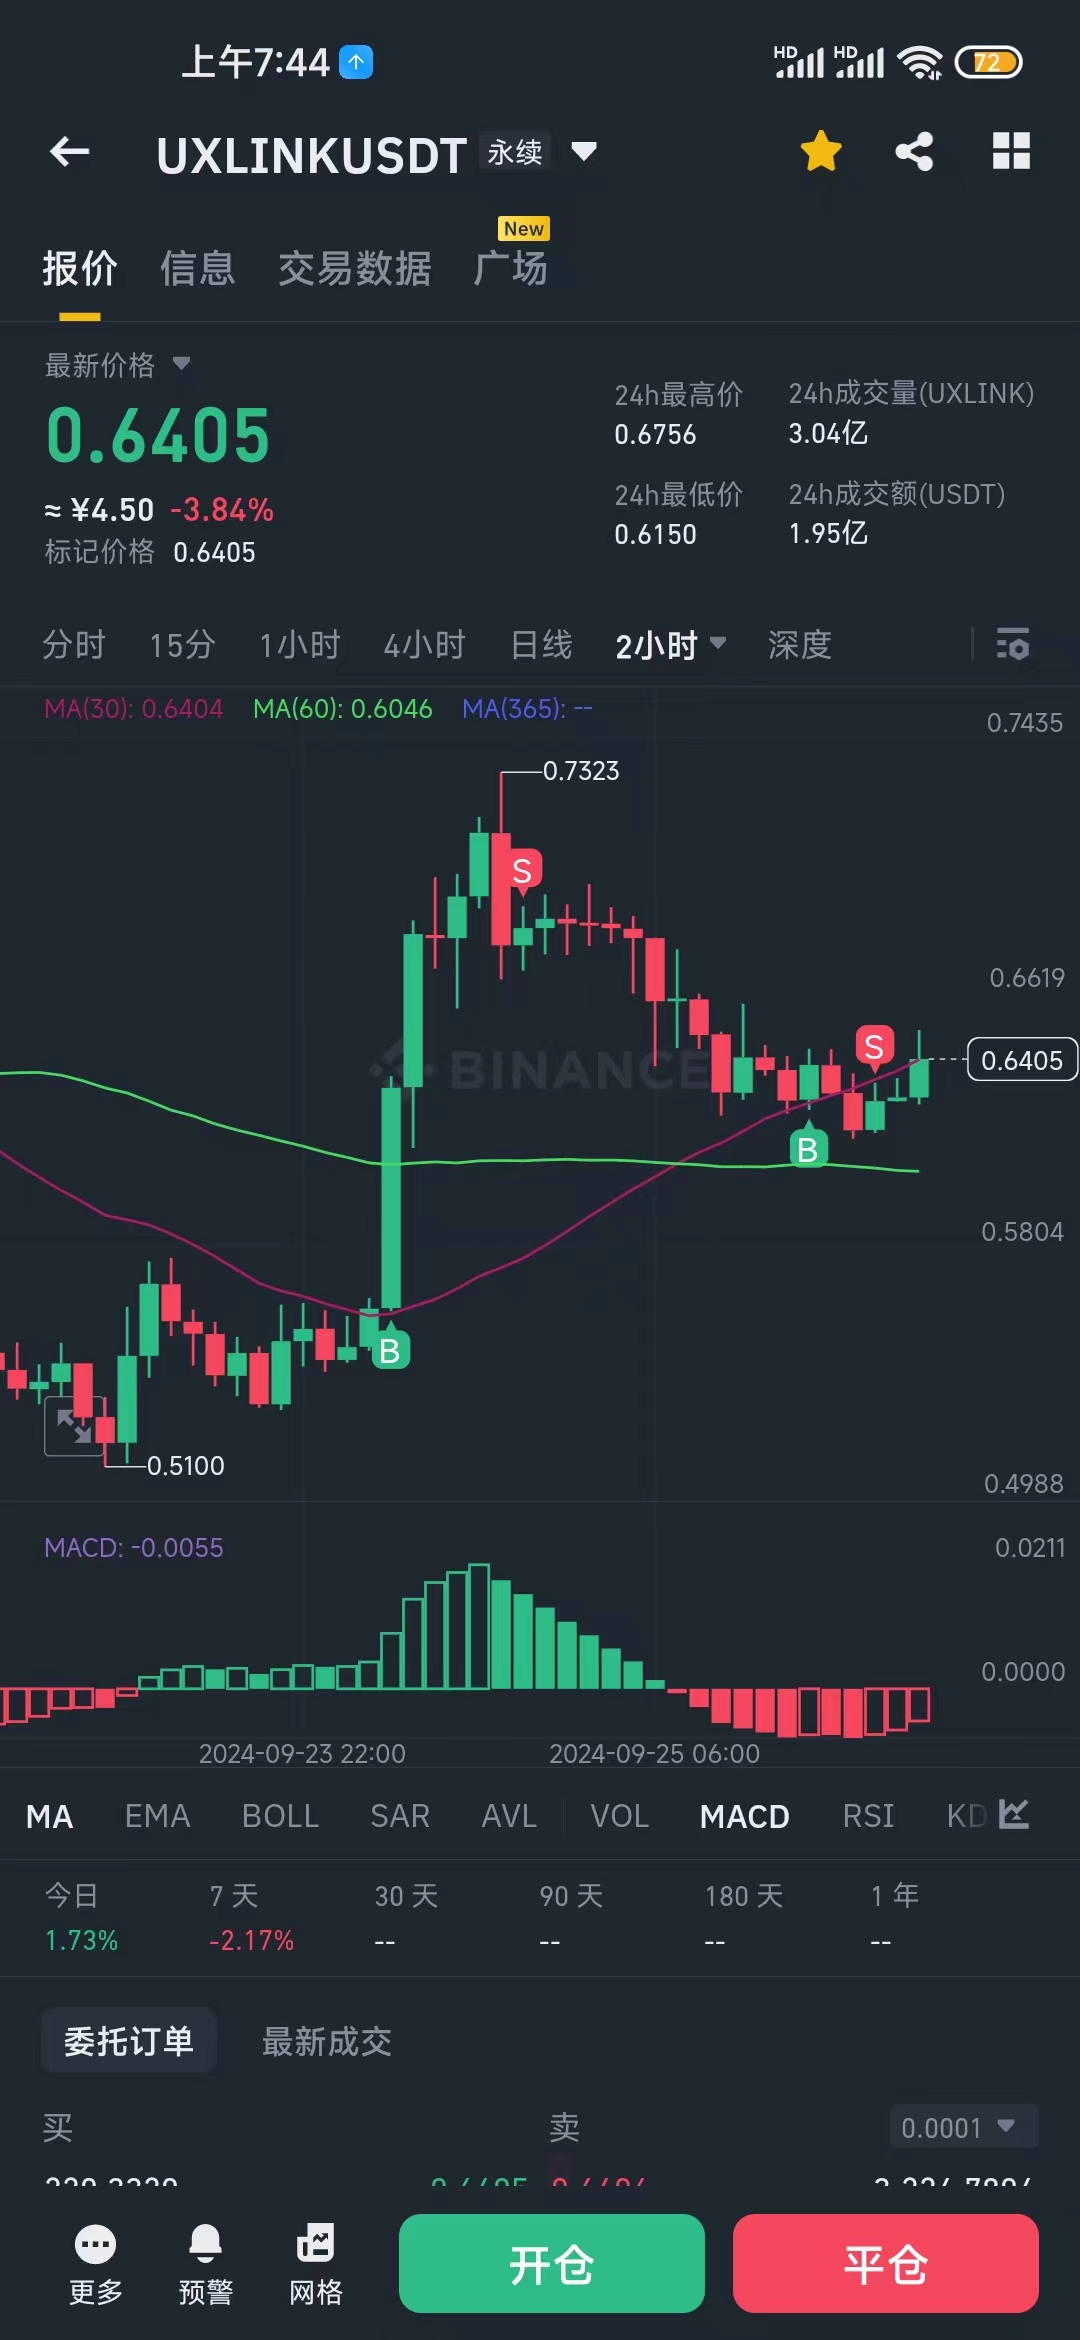 上午7:44
HD HD 72
UXLINKUSDT 永续
New
报价 信息 交易数据 广场
最新价格
0.6405
≈ ¥4.50 -3.84%
标记价格 0.6405
24h最高价 24h成交量(UXLINK)
0.6756 3.04亿
24h最低价 24h成交额(USDT)
0.6150 1.95亿
分时 15分 1小时 4小时 日线 2小时 深度
MA(30): 0.6404 MA(60): 0.6046 MA(365): --
0.7435
0.7323
S
0.6619
S
0.6405
BINANCE
B
0.5804
B
0.5100
0.4988
MACD: -0.0055
0.0211
0.0000
2024-09-23 22:00 2024-09-25 06:00
MA EMA BOLL SAR AVL VOL MACD RSI KD
今日 7 天 30 天 90 天 180 天 1 年
1.73% -2.17% -- -- -- --
委托订单 最新成交
买 卖 0.0001
更多 预警 网格 开仓 平仓